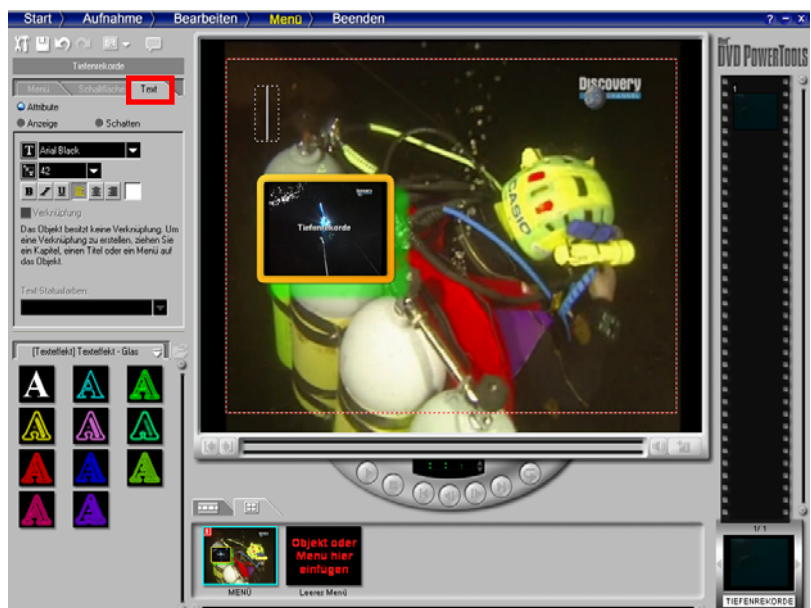 Start
Aufnahme
Bearbeiten
Menü
Beenden
? - x
DVD POWERTOOLS
Tiefenrekorde
Menü
Schaltfläche
Text
Attribute
Anzeige
Schatten
T Arial Black
42
B I U
Verknüpfung
Das Objekt besitzt keine Verknüpfung. Um
eine Verknüpfung zu erstellen, ziehen Sie
ein Kapitel, einen Titel oder ein Menü auf
das Objekt.
Text-Statusfarben:
[Texteffekt] Texteffekt - Glas
A A A
A A A
A A A
A A
Discovery
CHANNEL
CASIO
Tiefenrekorde
1
MENÜ
Objekt oder
Menü hier
einfügen
Leeres Menü
1/ 1
TIEFENREKORDE